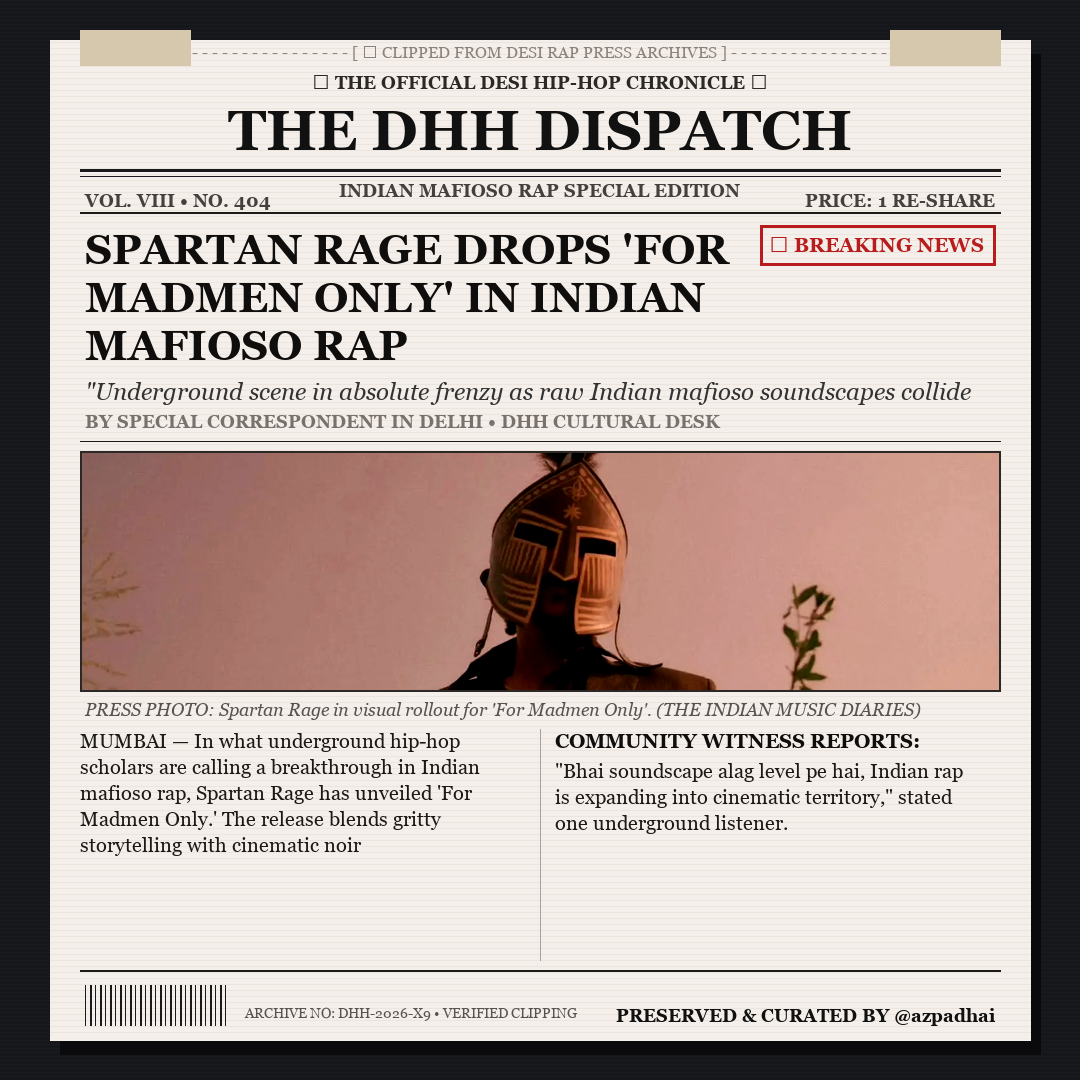 [ ☐ CLIPPED FROM DESI RAP PRESS ARCHIVES ]
☐ THE OFFICIAL DESI HIP-HOP CHRONICLE ☐
THE DHH DISPATCH
VOL. VIII • NO. 404
INDIAN MAFIOSO RAP SPECIAL EDITION
PRICE: 1 RE-SHARE
SPARTAN RAGE DROPS 'FOR
MADMEN ONLY' IN INDIAN
MAFIOSO RAP
☐ BREAKING NEWS
"Underground scene in absolute frenzy as raw Indian mafioso soundscapes collide
BY SPECIAL CORRESPONDENT IN DELHI • DHH CULTURAL DESK
PRESS PHOTO: Spartan Rage in visual rollout for 'For Madmen Only'. (THE INDIAN MUSIC DIARIES)
MUMBAI — In what underground hip-hop
scholars are calling a breakthrough in Indian
mafioso rap, Spartan Rage has unveiled 'For
Madmen Only.' The release blends gritty
storytelling with cinematic noir
COMMUNITY WITNESS REPORTS:
"Bhai soundscape alag level pe hai, Indian rap
is expanding into cinematic territory," stated
one underground listener.
ARCHIVE NO: DHH-2026-X9 • VERIFIED CLIPPING
PRESERVED & CURATED BY @azpadhai